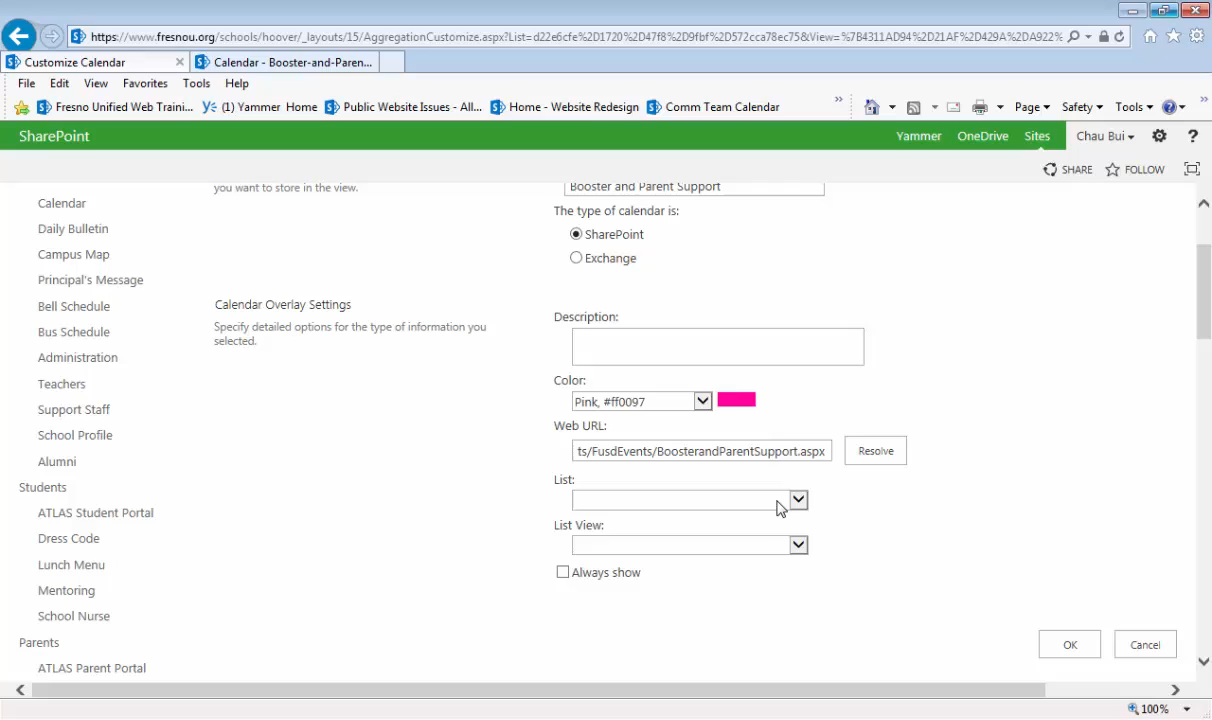 https://www.fresnou.org/schools/hoover/_layouts/15/AggregationCustomize.aspx?List=d22e6cfe%2D1720%2D47f8%2D9fbf%2D572cca78ec75&View=%7B4311AD94%2D21AF%2D429A%2DA922%
Customize Calendar
Calendar - Booster-and-Paren...
File Edit View Favorites Tools Help
Fresno Unified Web Traini... (1) Yammer Home Public Website Issues - All... Home - Website Redesign Comm Team Calendar » Page Safety Tools »
SharePoint Yammer OneDrive Sites Chau Bui ?
SHARE FOLLOW
you want to store in the view. Booster and Parent Support
Calendar
The type of calendar is:
Daily Bulletin
SharePoint
Campus Map
Exchange
Principal's Message
Bell Schedule
Calendar Overlay Settings
Description:
Specify detailed options for the type of information you
selected.
Bus Schedule
Administration
Color:
Teachers
Pink, #ff0097
Support Staff
Web URL:
School Profile
ts/FusdEvents/BoosterandParentSupport.aspx Resolve
Alumni
List:
Students
ATLAS Student Portal
List View:
Dress Code
Lunch Menu
Always show
Mentoring
School Nurse
Parents
OK Cancel
ATLAS Parent Portal
100%